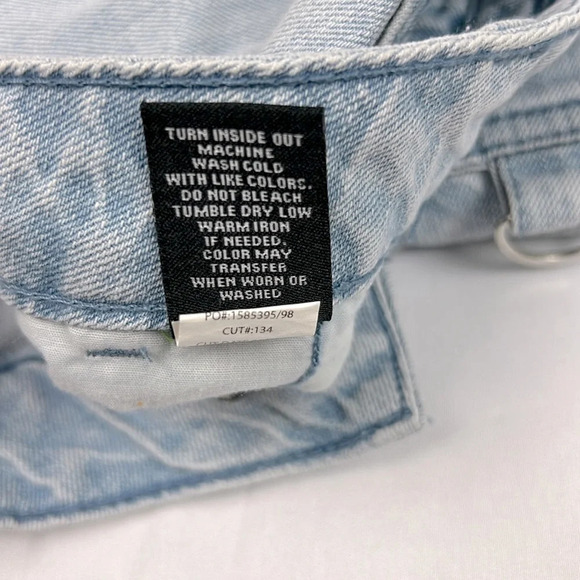 TURN INSIDE OUT
MACHINE
WASH COLD
WITH LIKE COLORS.
DO NOT BLEACH
TUMBLE DRY LOW
WARM IRON
IF NEEDED.
COLOR MAY
TRANSFER
WHEN WORN OR
WASHED
PO#:1585395/98
CUT#:134